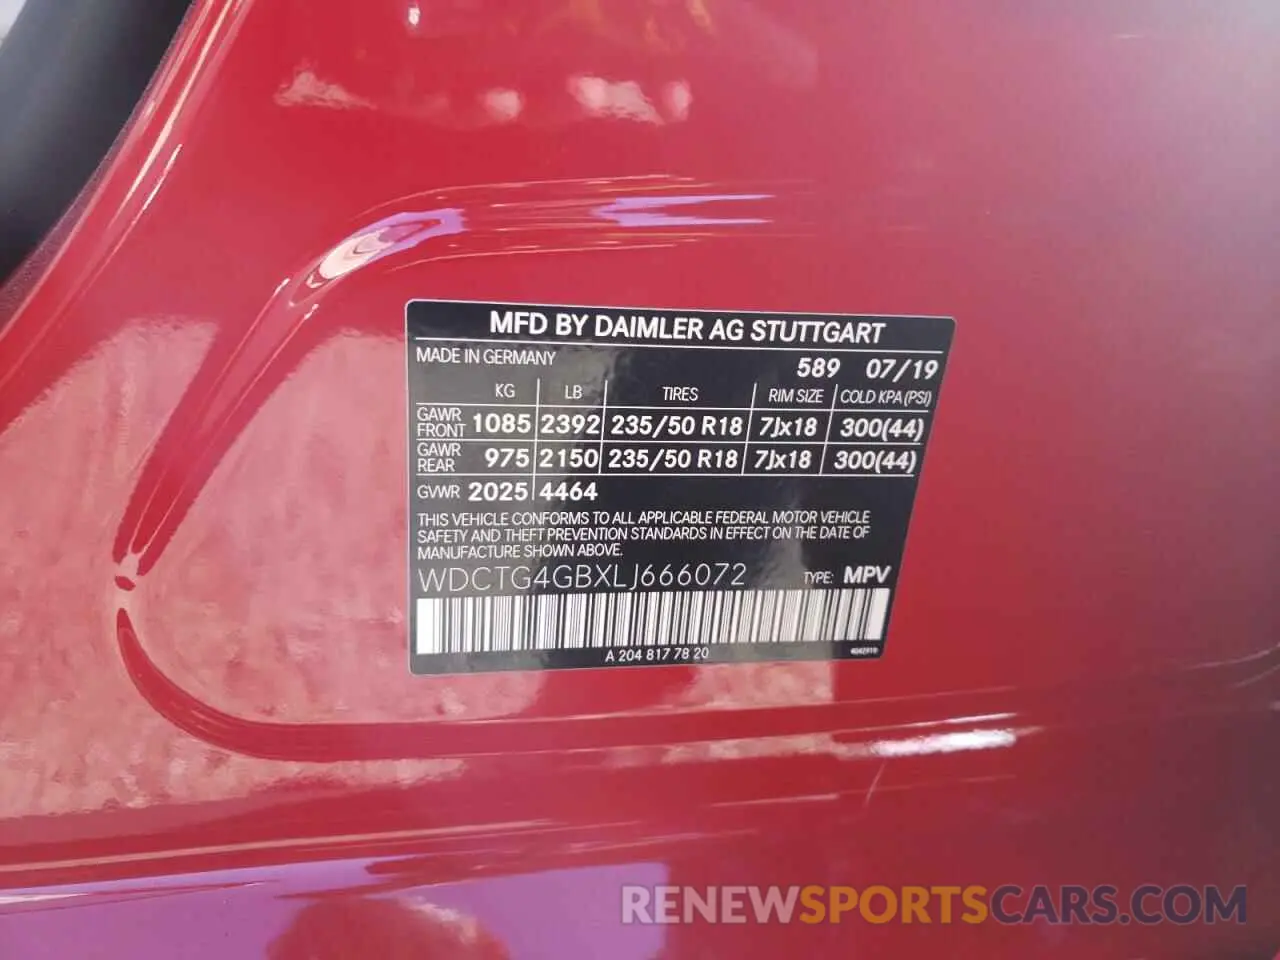 MFD BY DAIMLER AG STUTTGART
MADE IN GERMANY 589 07/19
KG LB TIRES RIM SIZE COLD KPA (PSI)
GAWR FRONT 1085 2392 235/50 R18 7Jx18 300(44)
GAWR REAR 975 2150 235/50 R18 7Jx18 300(44)
GVWR 2025 4464
THIS VEHICLE CONFORMS TO ALL APPLICABLE FEDERAL MOTOR VEHICLE
SAFETY AND THEFT PREVENTION STANDARDS IN EFFECT ON THE DATE OF
MANUFACTURE SHOWN ABOVE.
WDCTG4GBXLJ666072 TYPE: MPV
A 204 817 78 20
RENEWSPORTSCARS.COM